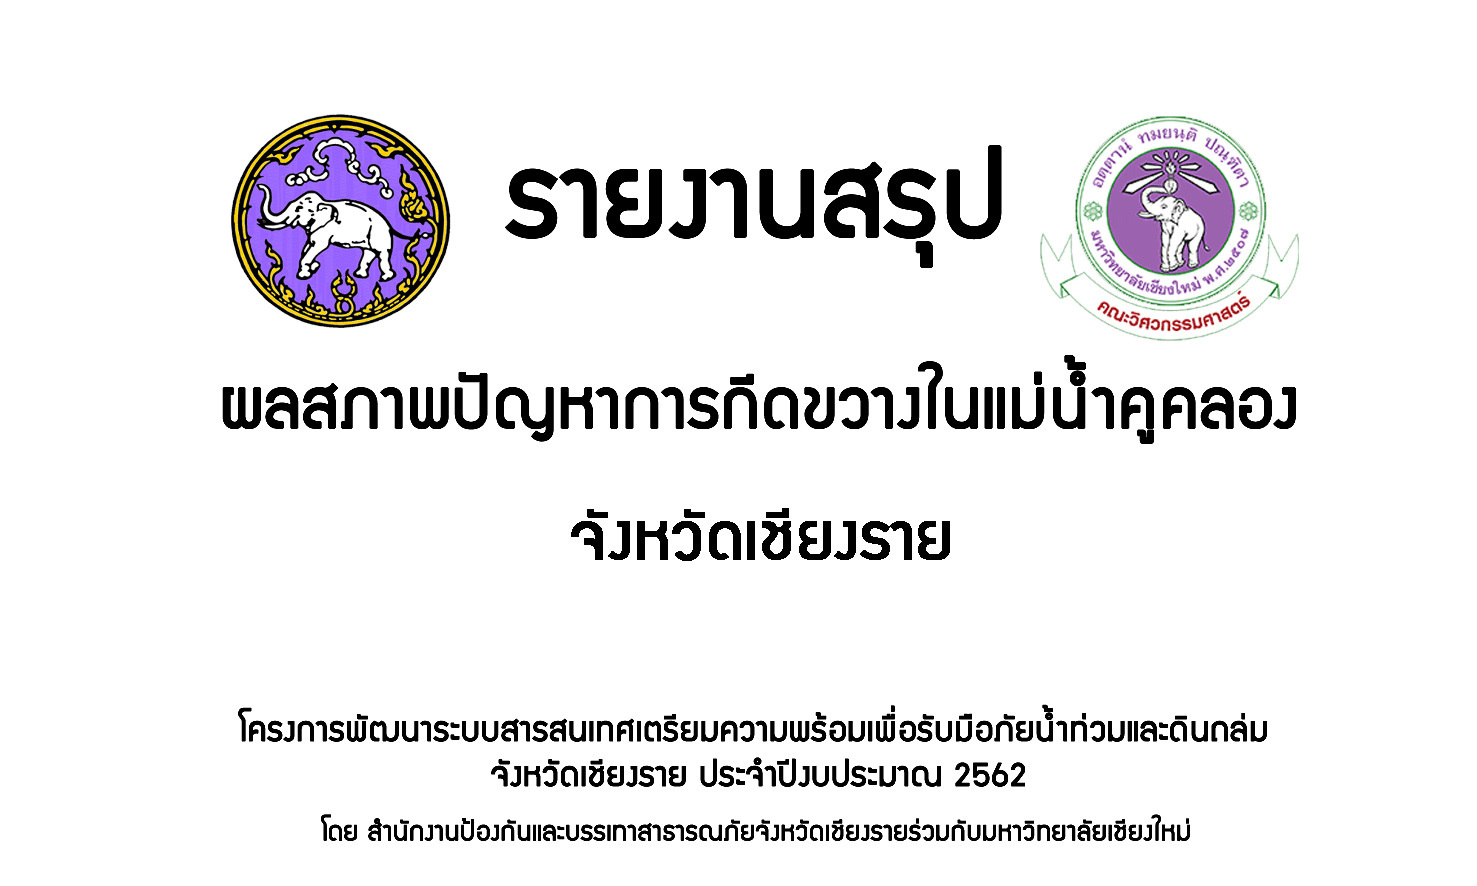 รายงานสรุป
อตฺตานํ ทมยนฺติ ปณฺฑิตา
มหาวิทยาลัยเชียงใหม่ พ.ศ.๒๕๐๗
คณะวิศวกรรมศาสตร์
ผลสภาพปัญหาการกีดขวางในแม่น้ำคูคลอง
จังหวัดเชียงราย
โครงการพัฒนาระบบสารสนเทศเตรียมความพร้อมเพื่อรับมือภัยน้ำท่วมและดินถล่ม
จังหวัดเชียงราย ประจำปีงบประมาณ 2562
โดย สำนักงานป้องกันและบรรเทาสาธารณภัยจังหวัดเชียงรายร่วมกับมหาวิทยาลัยเชียงใหม่